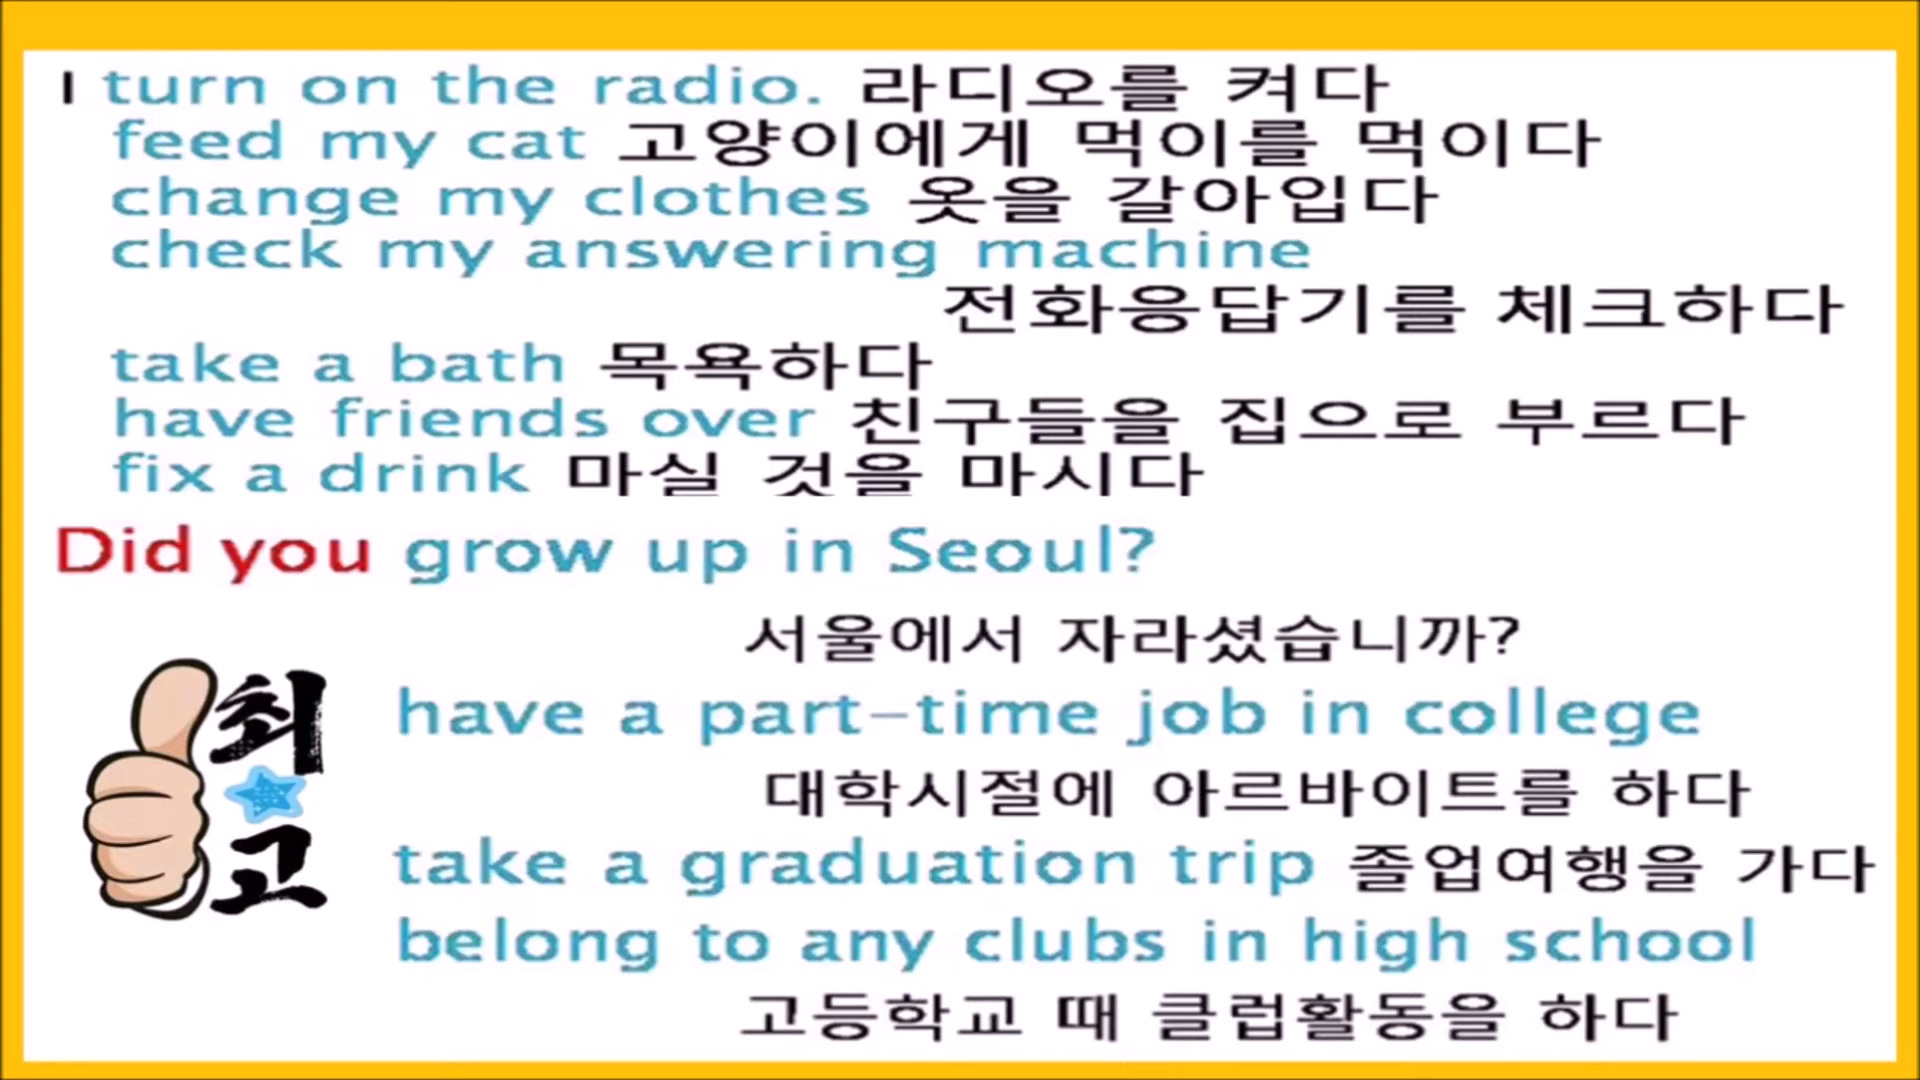 I turn on the radio. 라디오를 켜다
feed my cat 고양이에게 먹이를 먹이다
change my clothes 옷을 갈아입다
check my answering machine
전화응답기를 체크하다
take a bath 목욕하다
have friends over 친구들을 집으로 부르다
fix a drink 마실 것을 마시다
Did you grow up in Seoul?
서울에서 자라셨습니까?
최고
have a part-time job in college
대학시절에 아르바이트를 하다
take a graduation trip 졸업여행을 가다
belong to any clubs in high school
고등학교 때 클럽활동을 하다